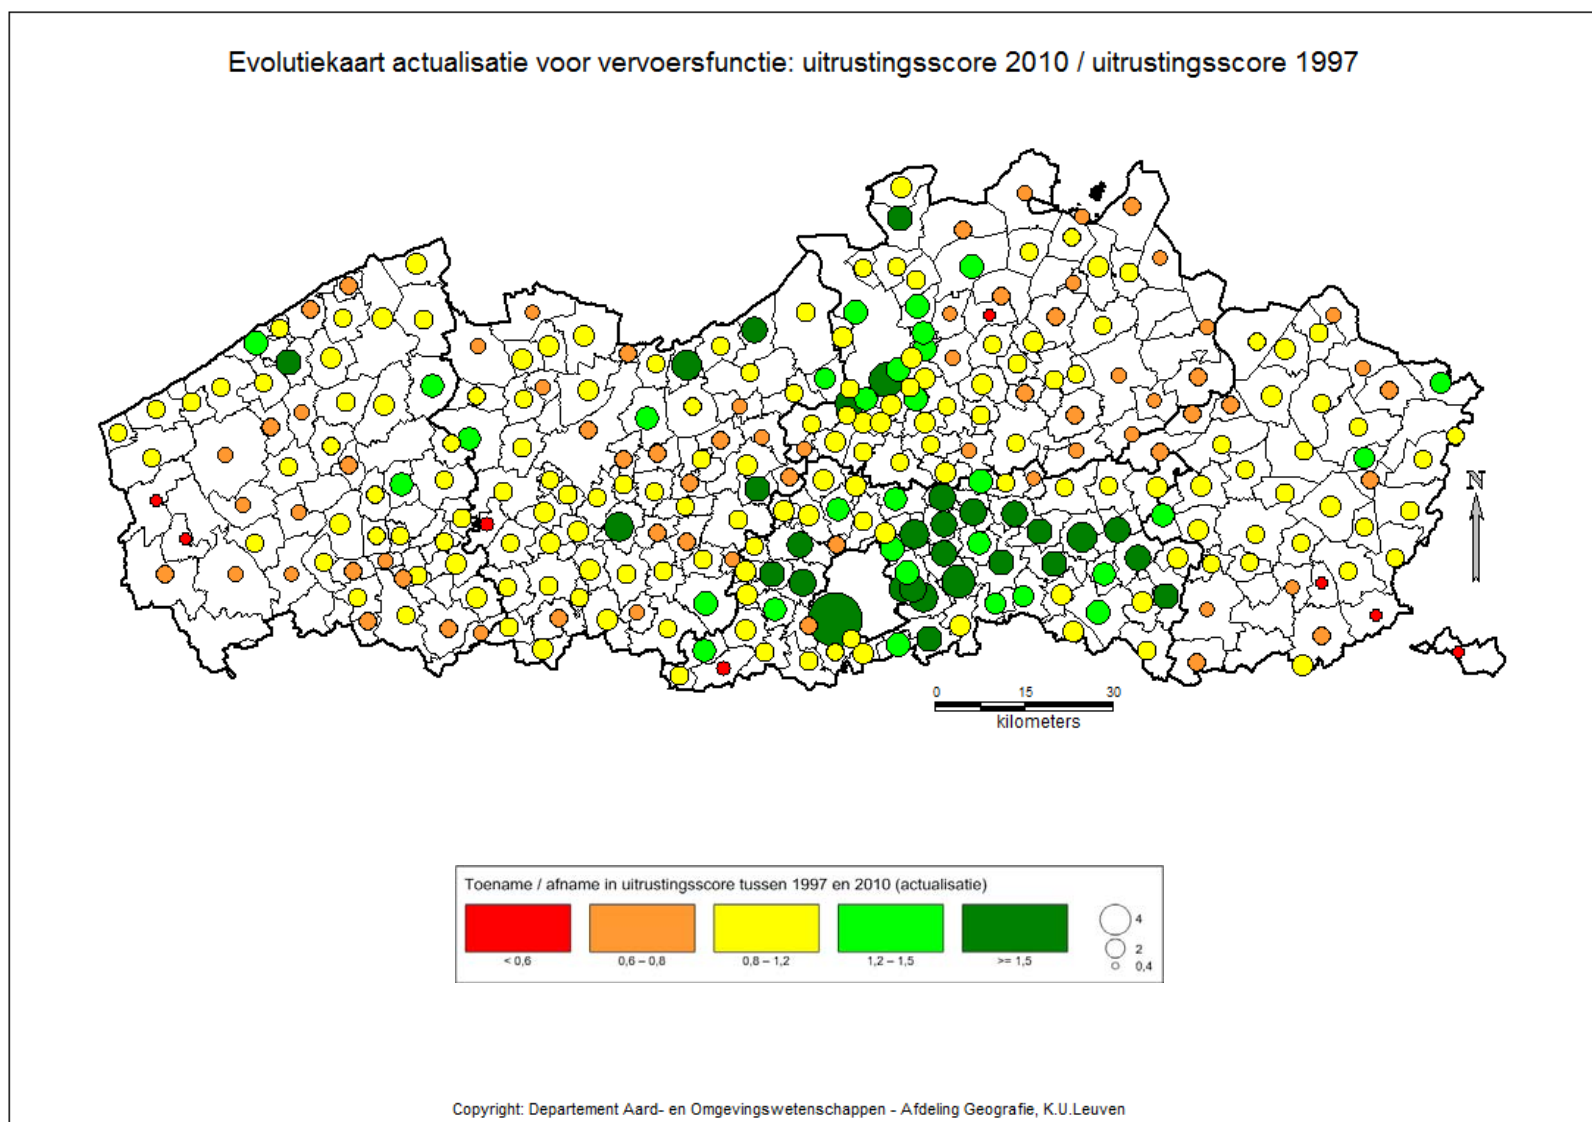 Evolutiekaart actualisatie voor vervoersfunctie: uitrustingsscore 2010 / uitrustingsscore 1997
N
0 15 30
kilometers
Toename / afname in uitrustingsscore tussen 1997 en 2010 (actualisatie)
4
2
0,4
< 0,6 0,6 – 0,8 0,8 – 1,2 1,2 – 1,5 >= 1,5
Copyright: Departement Aard- en Omgevingswetenschappen - Afdeling Geografie, K.U.Leuven